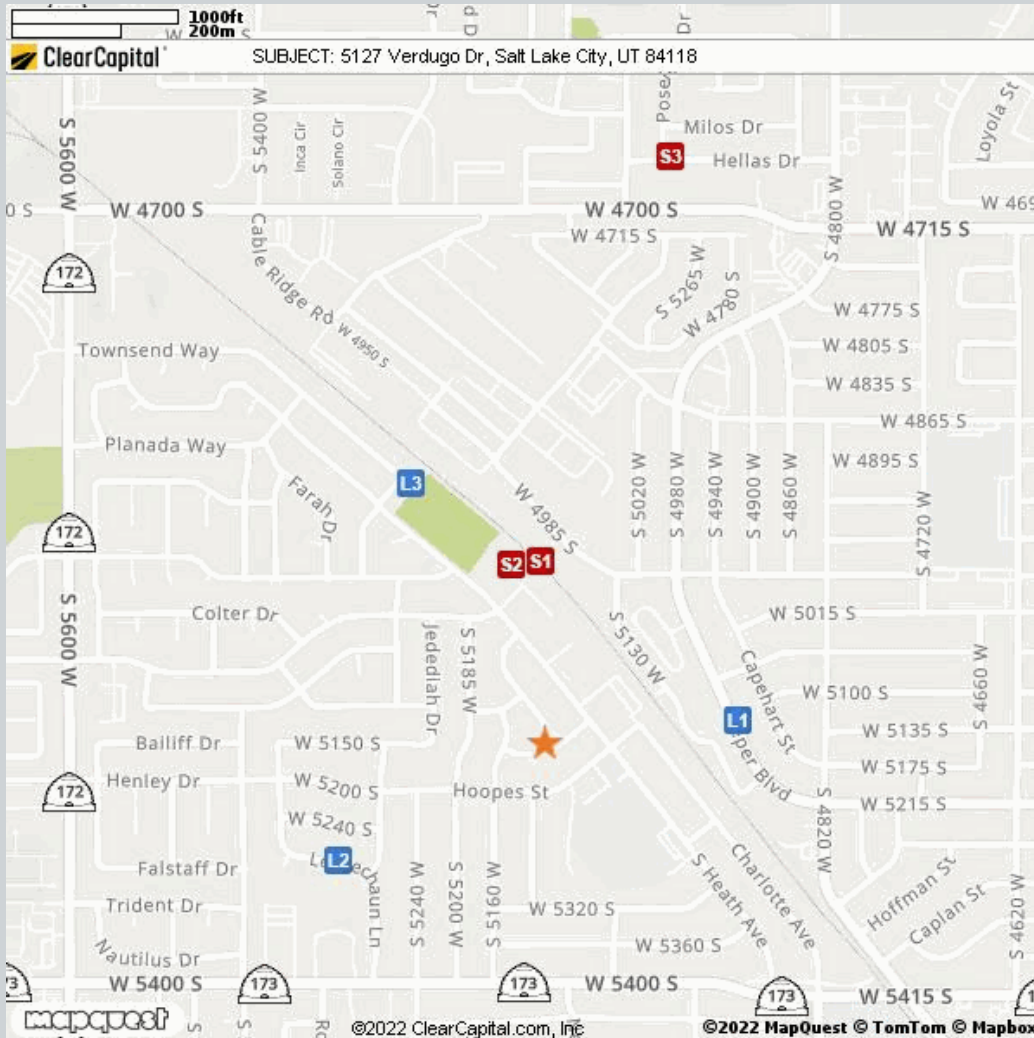 1000ft
200m
ClearCapital
SUBJECT: 5127 Verdugo Dr, Salt Lake City, UT 84118
S 5600 W
S 5400 W
Inca Cir
Solano Cir
Dr
Milos Dr
S3
Hellas Dr
Loyola St
W 4700 S
W 4700 S
W 4715 S
S 4800 W
W 4715 S
172
Cable Ridge Rd
W 4950 S
S 5265 W
W 4780 S
W 4775 S
Townsend Way
W 4805 S
W 4835 S
W 4865 S
Planada Way
W 4895 S
L3
Farah Dr
W 4985 S
S 5020 W
S 4980 W
S 4940 W
S 4900 W
S 4860 W
S 4720 W
172
S2
S1
S 5600 W
Colter Dr
Jedediah Dr
S 5185 W
S 5130 W
W 5015 S
Capehart St
S 4660 W
W 5100 S
L1
W 5135 S
Bailiff Dr
W 5150 S
per Blvd
W 5175 S
Henley Dr
W 5200 S
Hoopes St
172
W 5215 S
W 5240 S
S 4820 W
L2
echaun Ln
Falstaff Dr
S 5240 W
S 5200 W
S 5160 W
S Heath Ave
Charlotte Ave
Hoffman St
Caplan St
S 4620 W
Trident Dr
W 5320 S
W 5360 S
Nautilus Dr
W 5400 S
173
173
W 5400 S
173
W 5415 S
mapquest
©2022 ClearCapital.com, Inc
©2022 MapQuest © TomTom © Mapbox